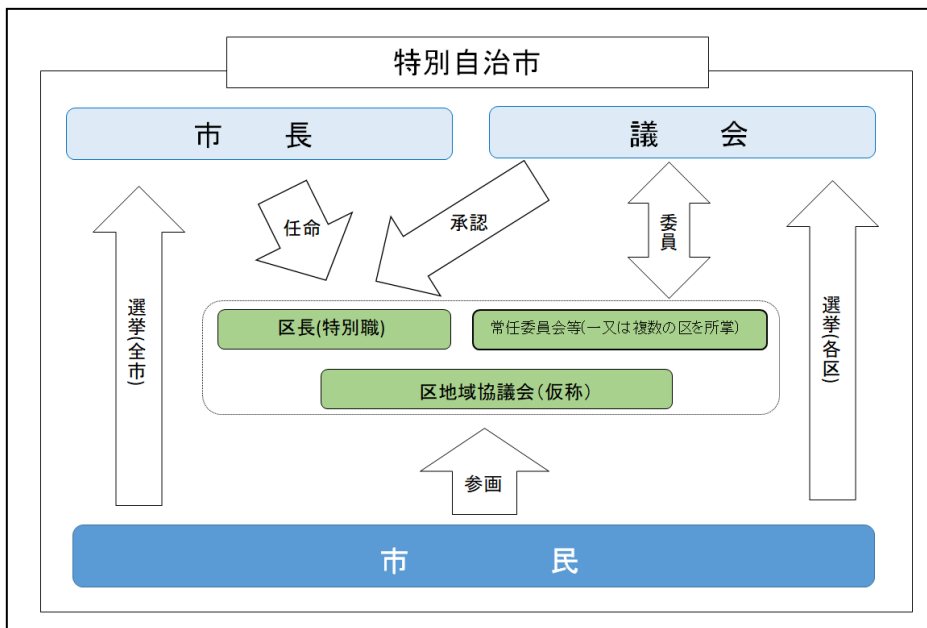 特別自治市
市　　長
議　　会
任命
承認
委員
選挙(全市)
選挙(各区)
区長(特別職)
常任委員会等(一又は複数の区を所掌)
区地域協議会(仮称)
参画
市　　　　民